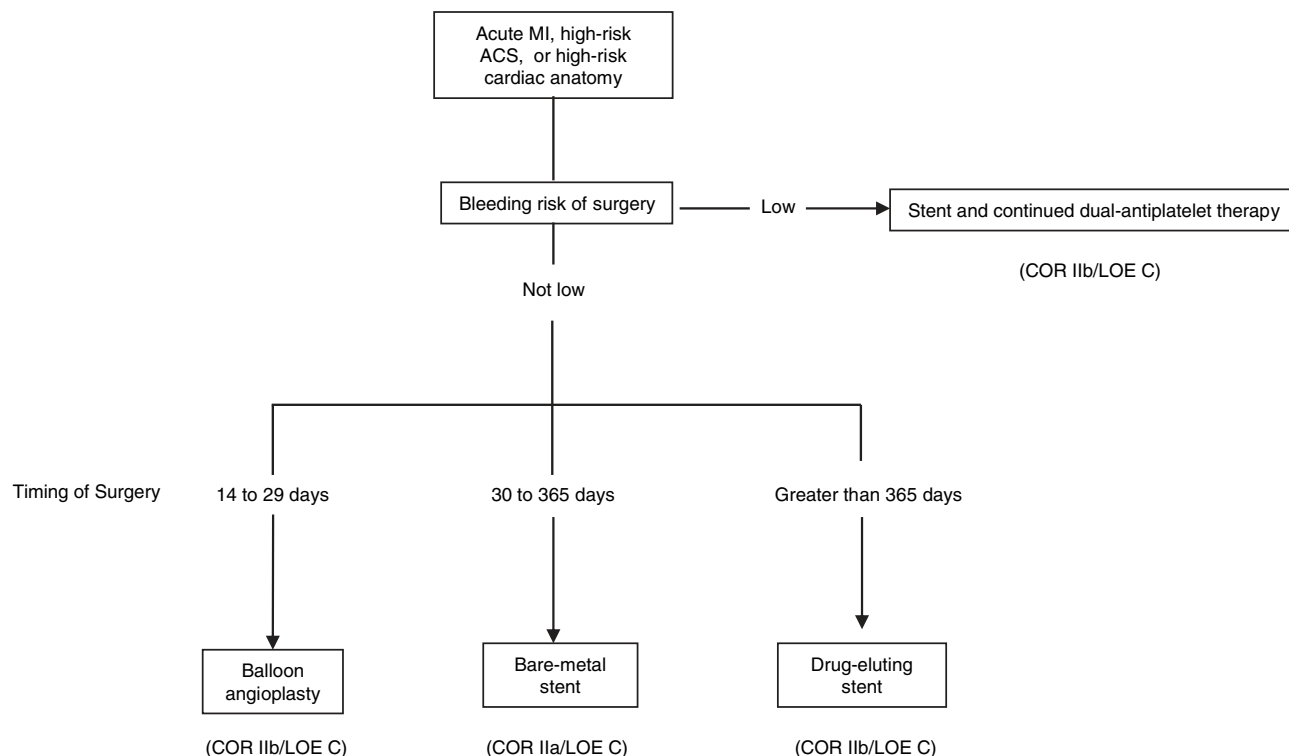 Acute MI, high-risk
ACS, or high-risk
cardiac anatomy
Bleeding risk of surgery
Low
Stent and continued dual-antiplatelet therapy
(COR IIb/LOE C)
Not low
Timing of Surgery
14 to 29 days
30 to 365 days
Greater than 365 days
Balloon
angioplasty
Bare-metal
stent
Drug-eluting
stent
(COR IIb/LOE C)
(COR IIa/LOE C)
(COR IIb/LOE C)